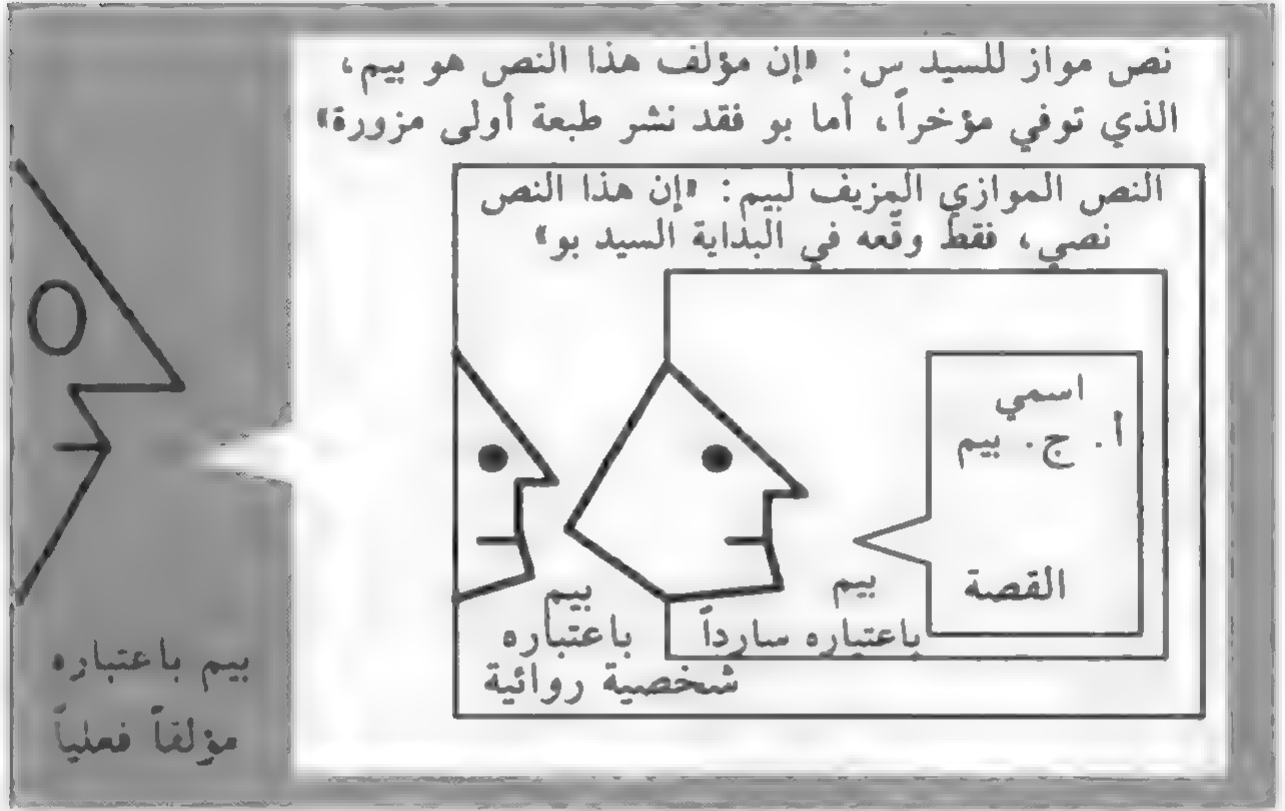 نص مواز للسيد س: «إن مؤلف هذا النص هو بيم،
الذي توفي مؤخراً، أما بو فقد نشر طبعة أولى مزورة»
النص الموازي المزيف لبيم: «إن هذا النص
نصي، فقط وقّعه في البداية السيد بو»
اسمي
أ. ج. بيم
القصة
بيم
باعتباره سارداً
بيم
باعتباره
شخصية روائية
بيم باعتباره
مؤلفاً فعلياً